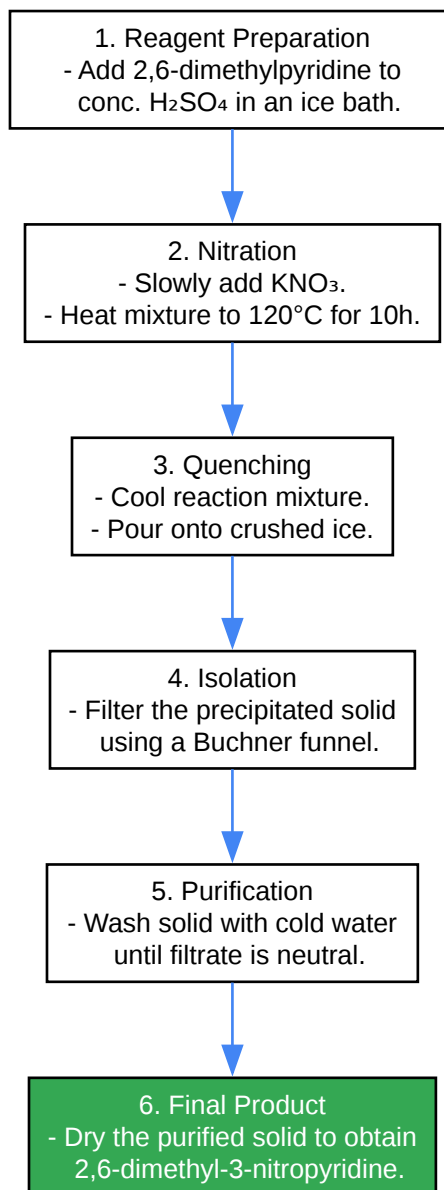 1. Reagent Preparation
- Add 2,6-dimethylpyridine to
conc. H₂SO₄ in an ice bath.
2. Nitration
- Slowly add KNO₃.
- Heat mixture to 120°C for 10h.
3. Quenching
- Cool reaction mixture.
- Pour onto crushed ice.
4. Isolation
- Filter the precipitated solid
using a Buchner funnel.
5. Purification
- Wash solid with cold water
until filtrate is neutral.
6. Final Product
- Dry the purified solid to obtain
2,6-dimethyl-3-nitropyridine.